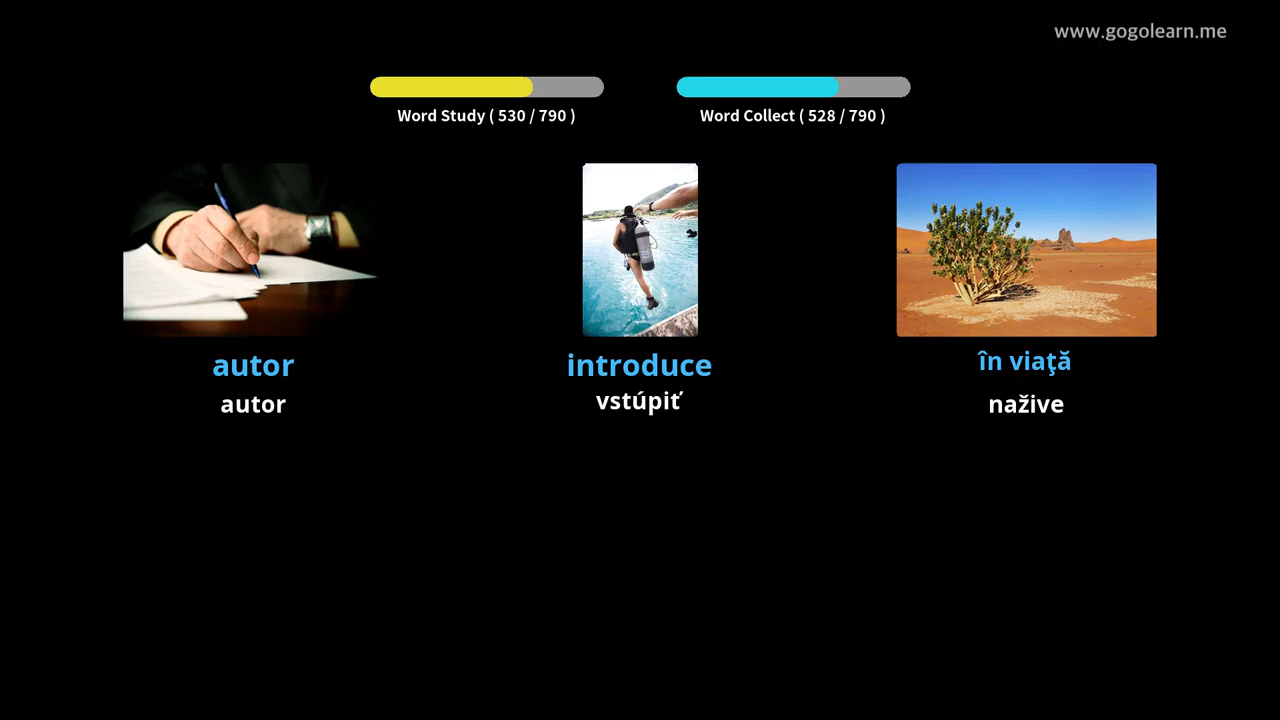 www.gogolearn.me
Word Study ( 530 / 790 )
Word Collect ( 528 / 790 )
autor
autor
introduce
vstúpiť
în viaţă
nažive